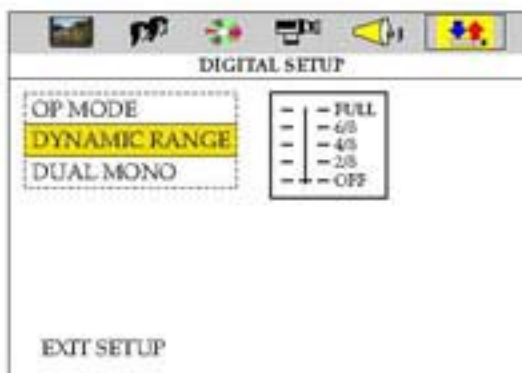 DIGITAL SETUP
OP MODE
DYNAMIC RANGE
DUAL MONO
FULL
6/8
4/8
2/8
OFF
EXIT SETUP